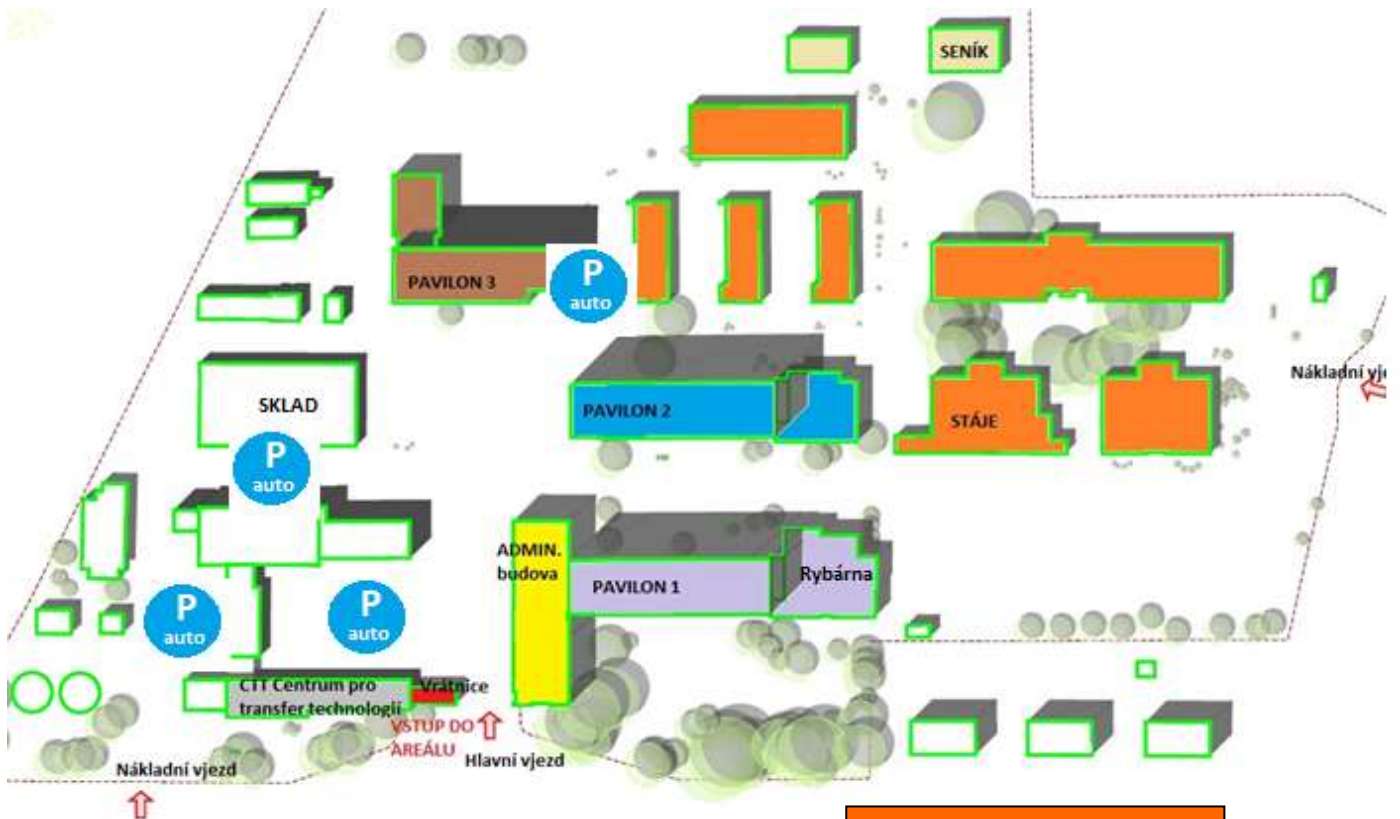 SENÍK
PAVILON 3
P
auto
Nákladní vje
SKLAD
PAVILON 2
STÁJE
P
auto
ADMIN.
budova
PAVILON 1
Rybárna
P
auto
P
auto
CTT Centrum pro
transfer technologií
Vrátnice
VSTUP DO
AREÁLU
Hlavní vjezd
Nákladní vjezd